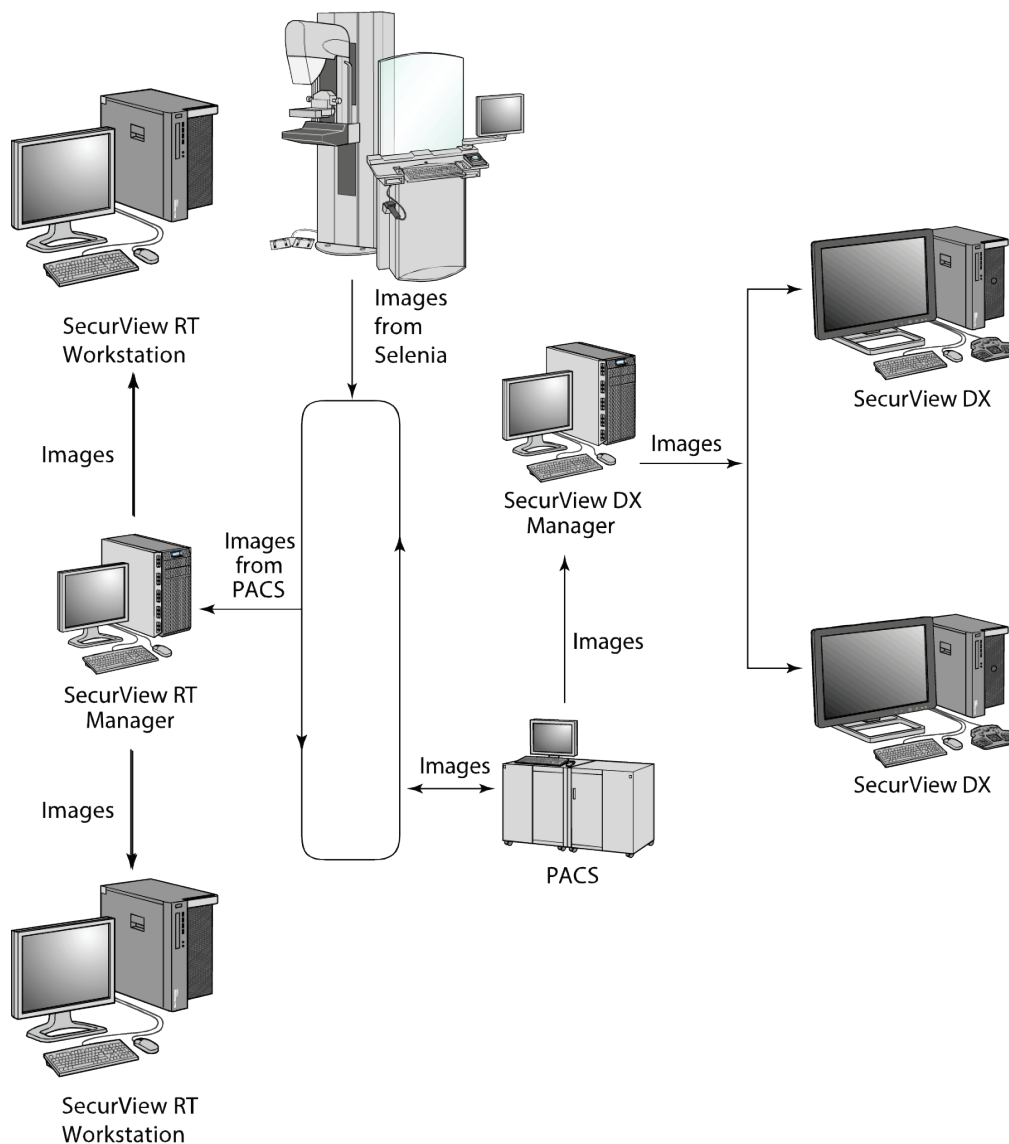 SecurView RT
Workstation
Images
from
Selenia
SecurView DX
Images
Images
SecurView DX
Manager
Images
from
PACS
Images
SecurView RT
Manager
Images
Images
SecurView DX
PACS
SecurView RT
Workstation